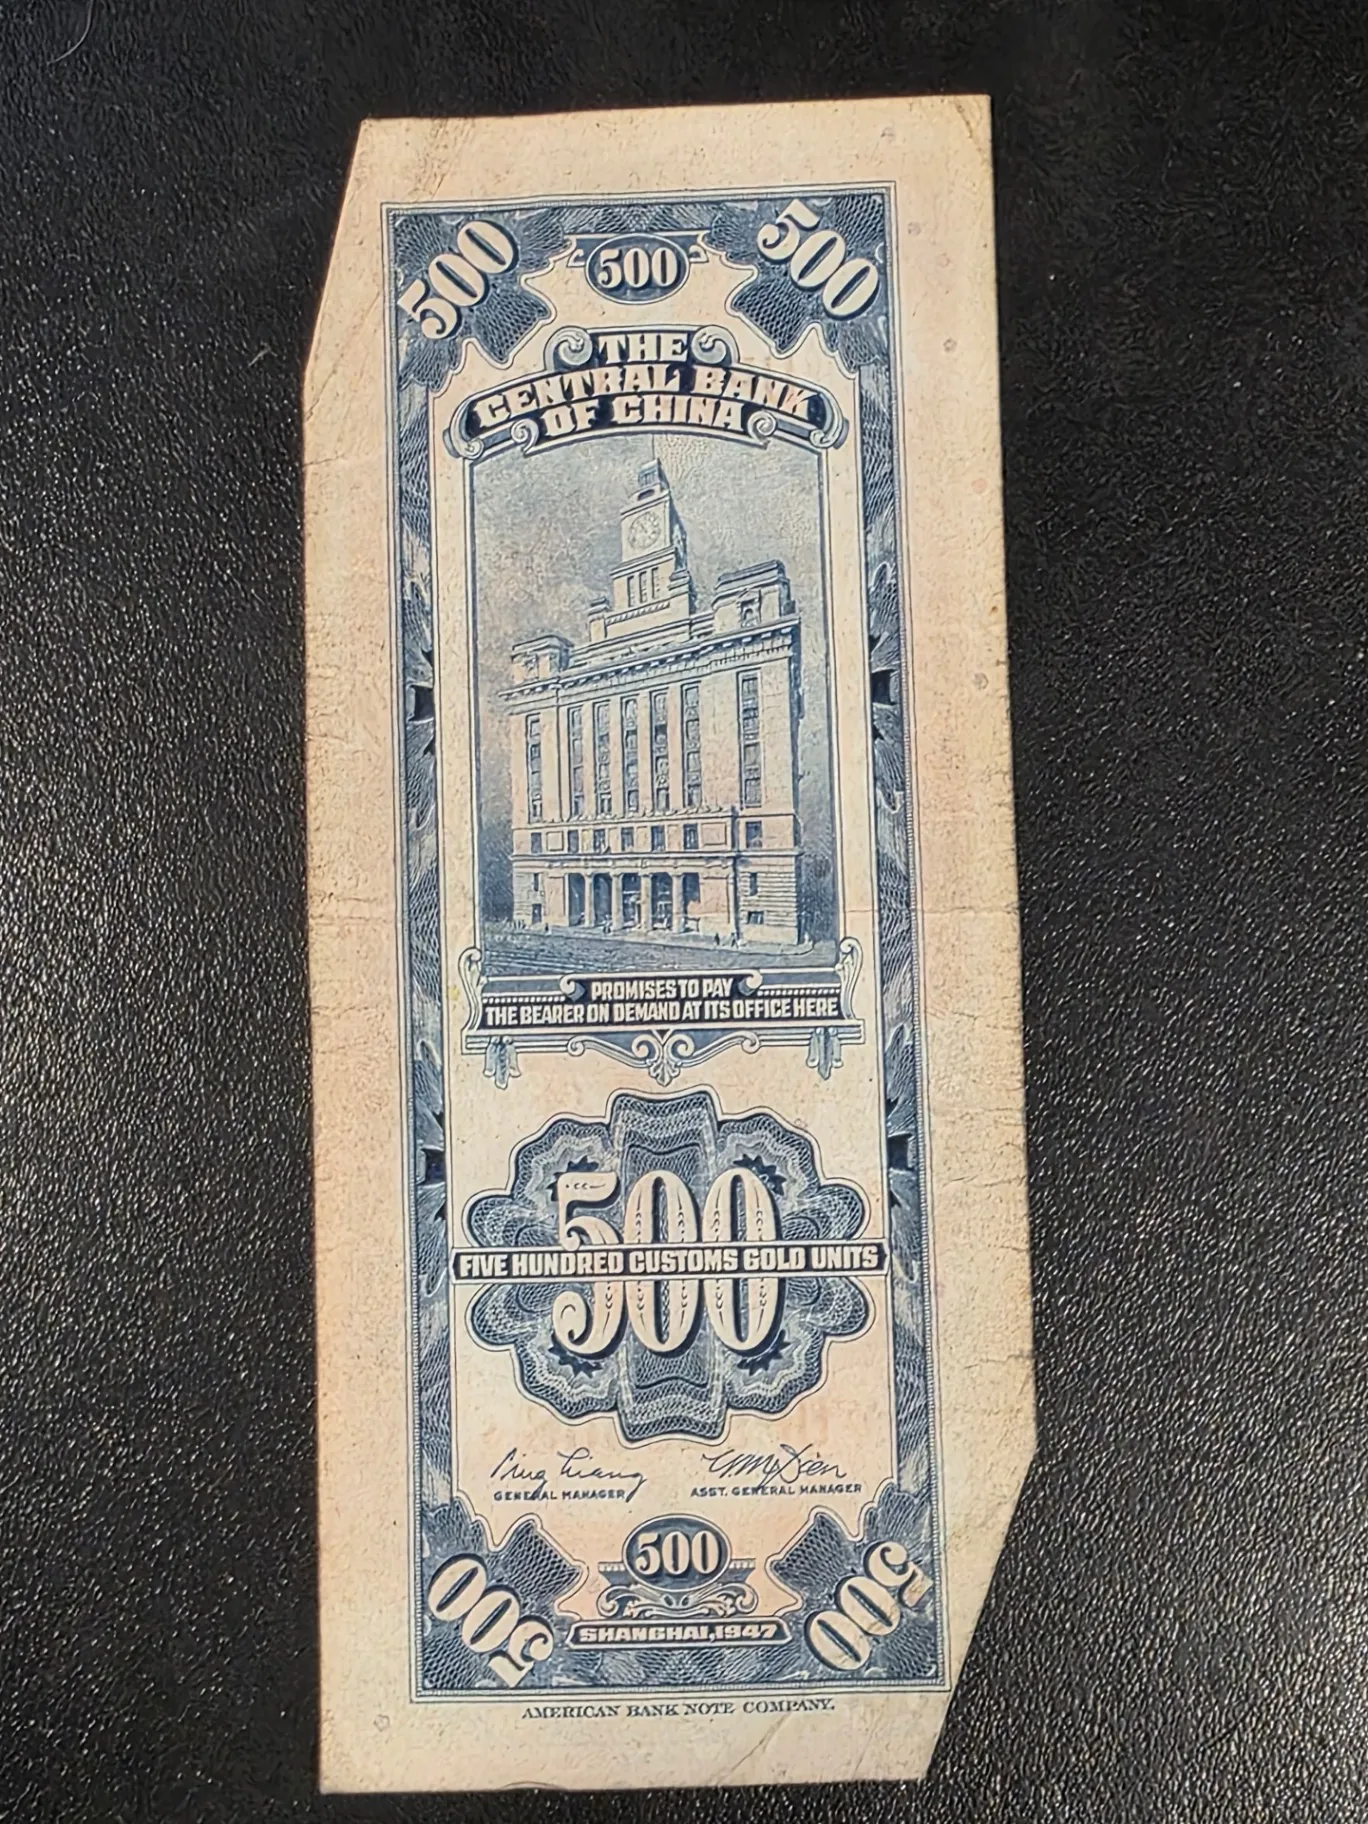 500 500 500
THE
CENTRAL BANK
OF CHINA
PROMISES TO PAY
THE BEARER ON DEMAND AT ITS OFFICE HERE
500
FIVE HUNDRED CUSTOMS GOLD UNITS
GENERAL MANAGER ASST. GENERAL MANAGER
500 500 500
SHANGHAI, 1947
AMERICAN BANK NOTE COMPANY.